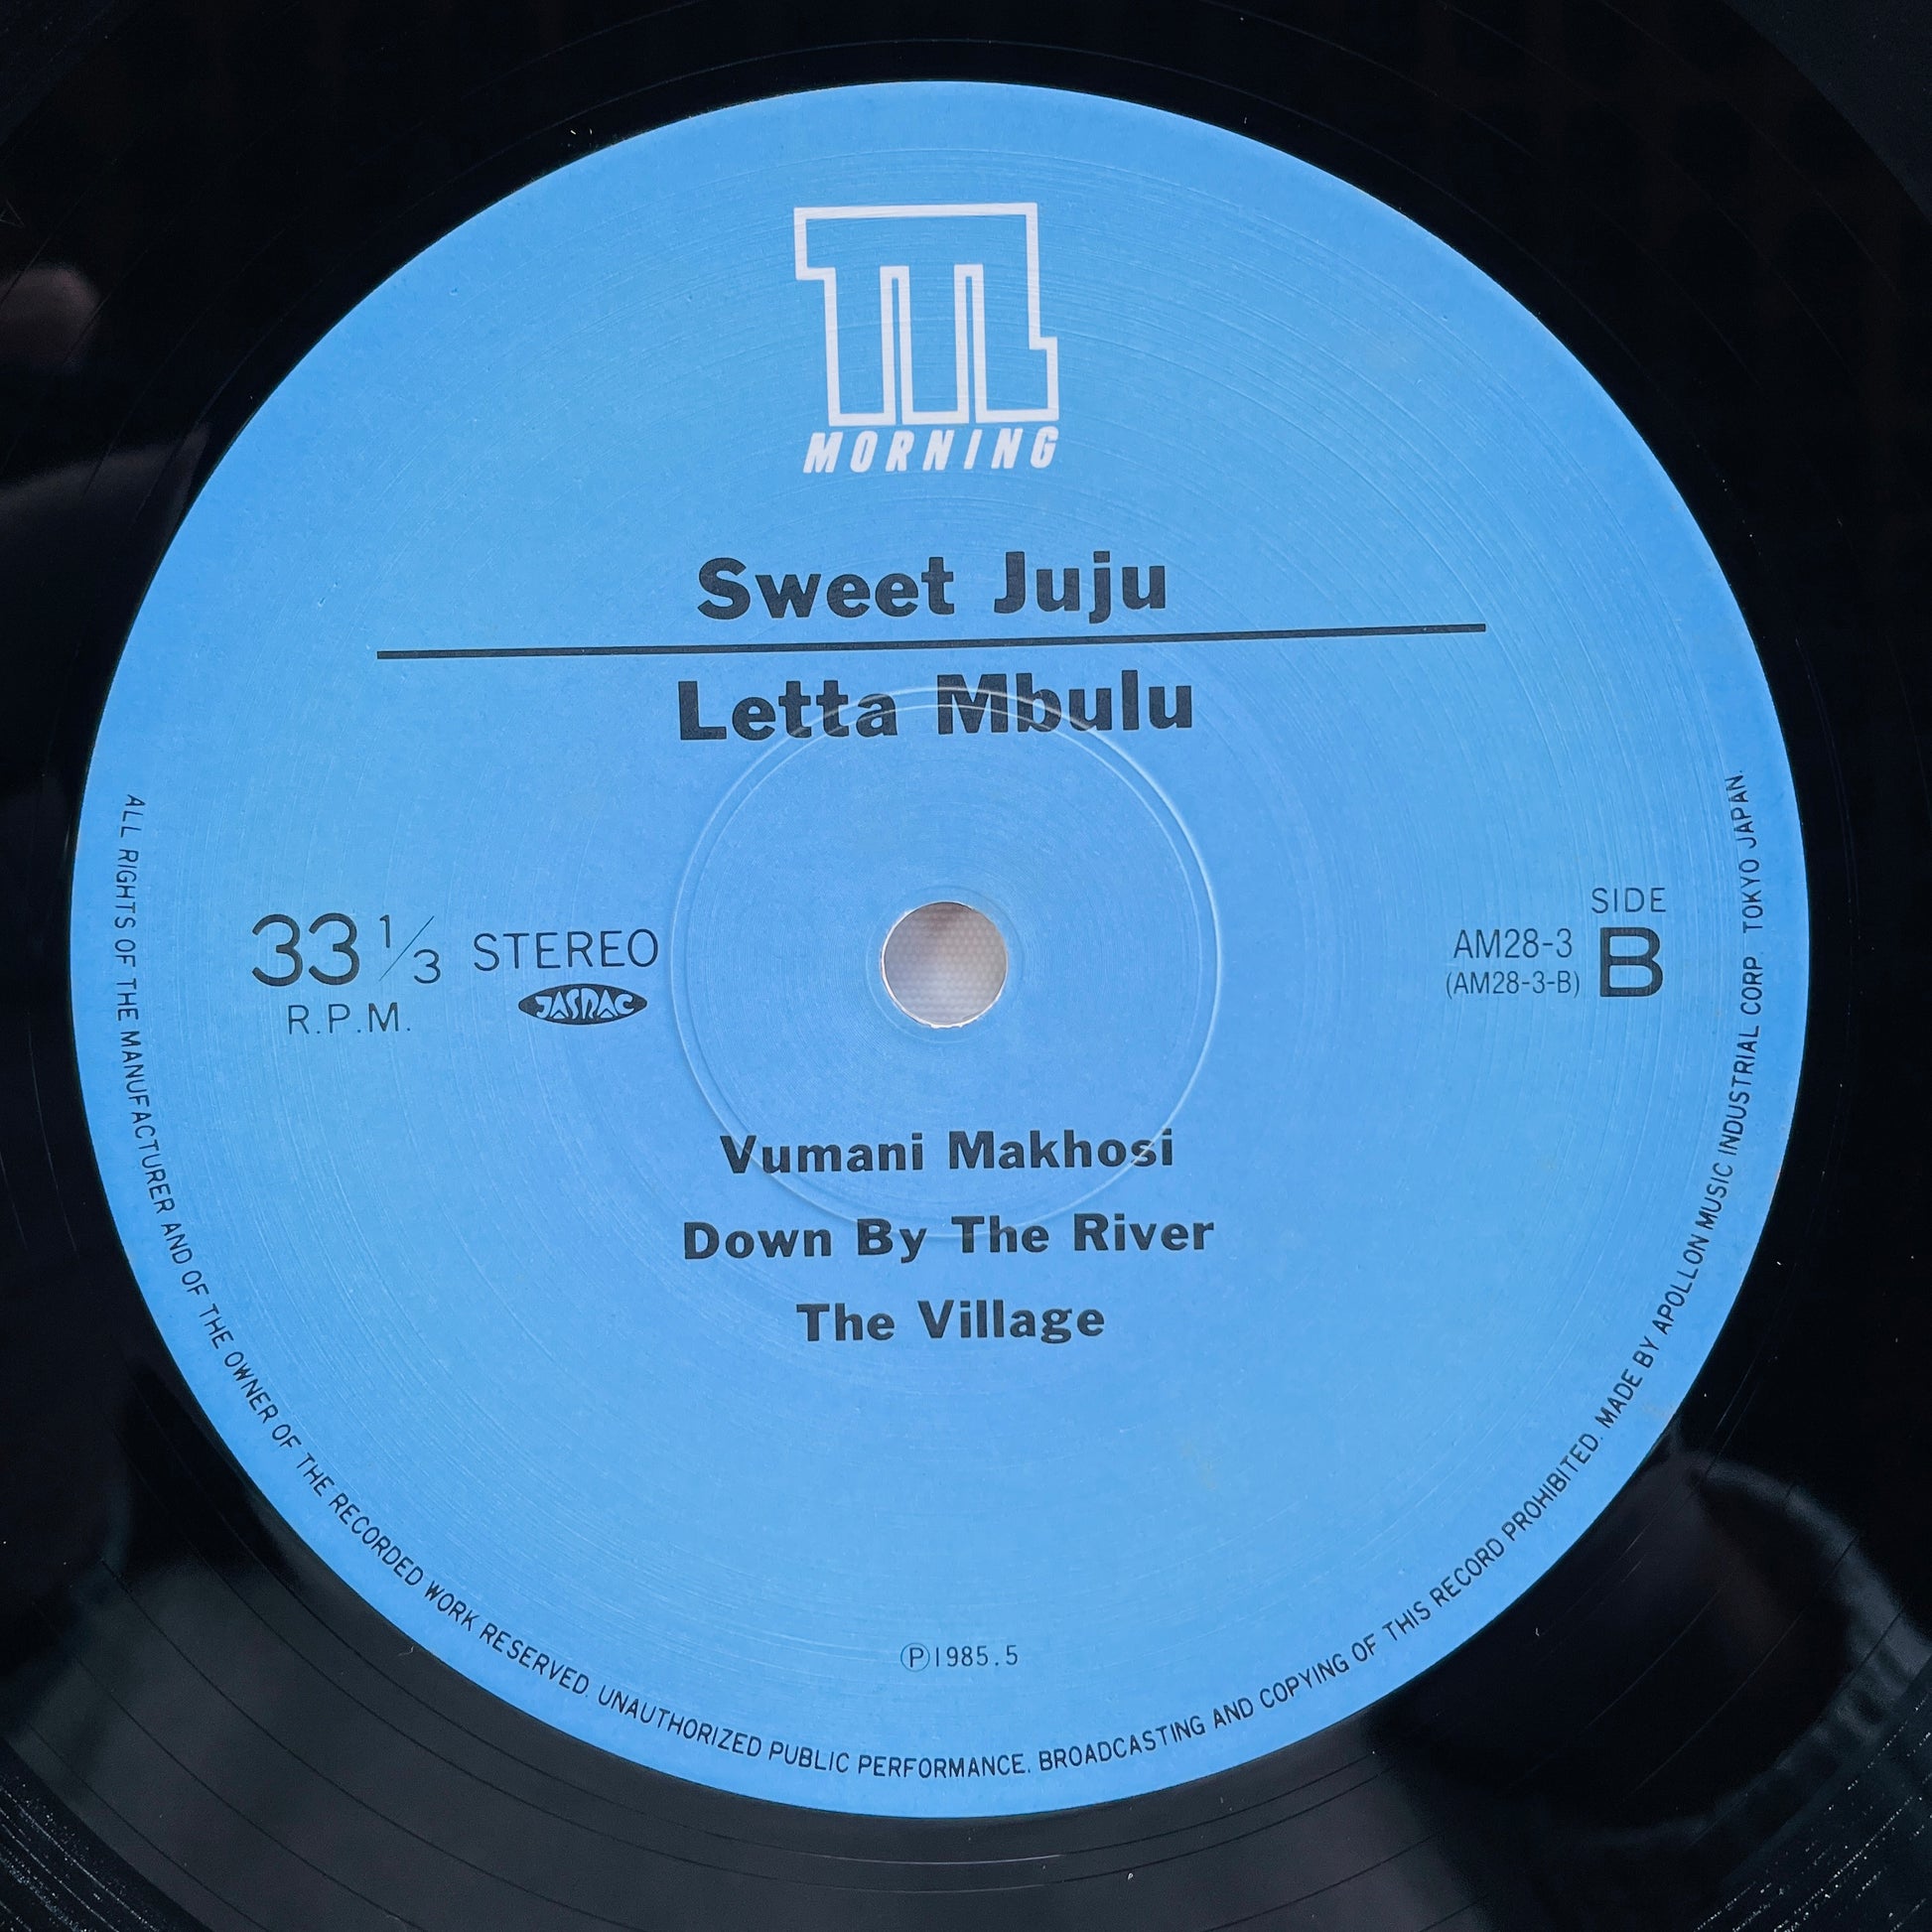 m
MORNING
Sweet Juju
Letta Mbulu
33 1/3
R.P.M.
STEREO
JASRAC
SIDE
B
AM28-3
(AM28-3-B)
Vumani Makhosi
Down By The River
The Village
Ⓟ1985.5
ALL RIGHTS OF THE MANUFACTURER AND OF THE OWNER OF THE RECORDED WORK RESERVED. UNAUTHORIZED PUBLIC PERFORMANCE. BROADCASTING AND COPYING OF THIS RECORD PROHIBITED. MADE BY APOLLON MUSIC INDUSTRIAL CORP. TOKYO JAPAN.